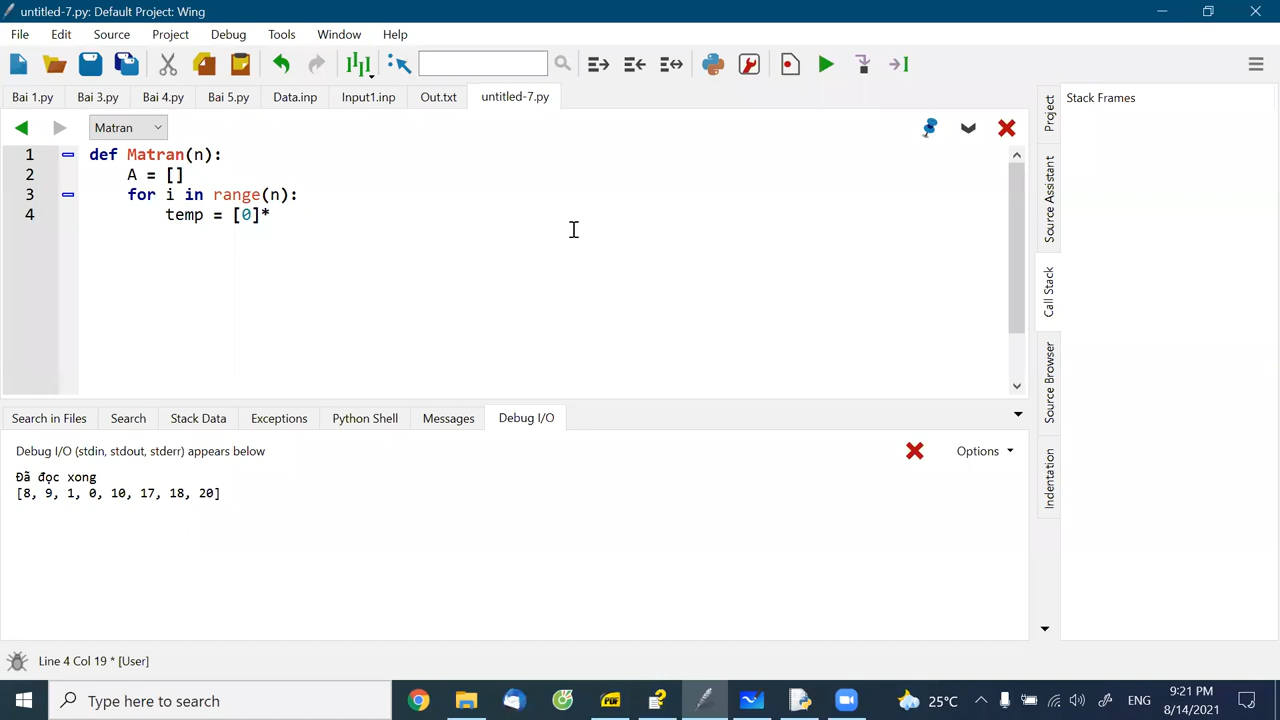 untitled-7.py: Default Project: Wing
File Edit Source Project Debug Tools Window Help
Bai 1.py Bai 3.py Bai 4.py Bai 5.py Data.inp Input1.inp Out.txt untitled-7.py
Matran
1 def Matran(n):
2 A = []
3 for i in range(n):
4 temp = [0]*
Stack Frames
Project
Source Assistant
Call Stack
Source Browser
Indentation
Search in Files Search Stack Data Exceptions Python Shell Messages Debug I/O
Debug I/O (stdin, stdout, stderr) appears below
Options
Đã đọc xong
[8, 9, 1, 0, 10, 17, 18, 20]
Line 4 Col 19 * [User]
Type here to search
PDF
25°C
ENG
9:21 PM
8/14/2021